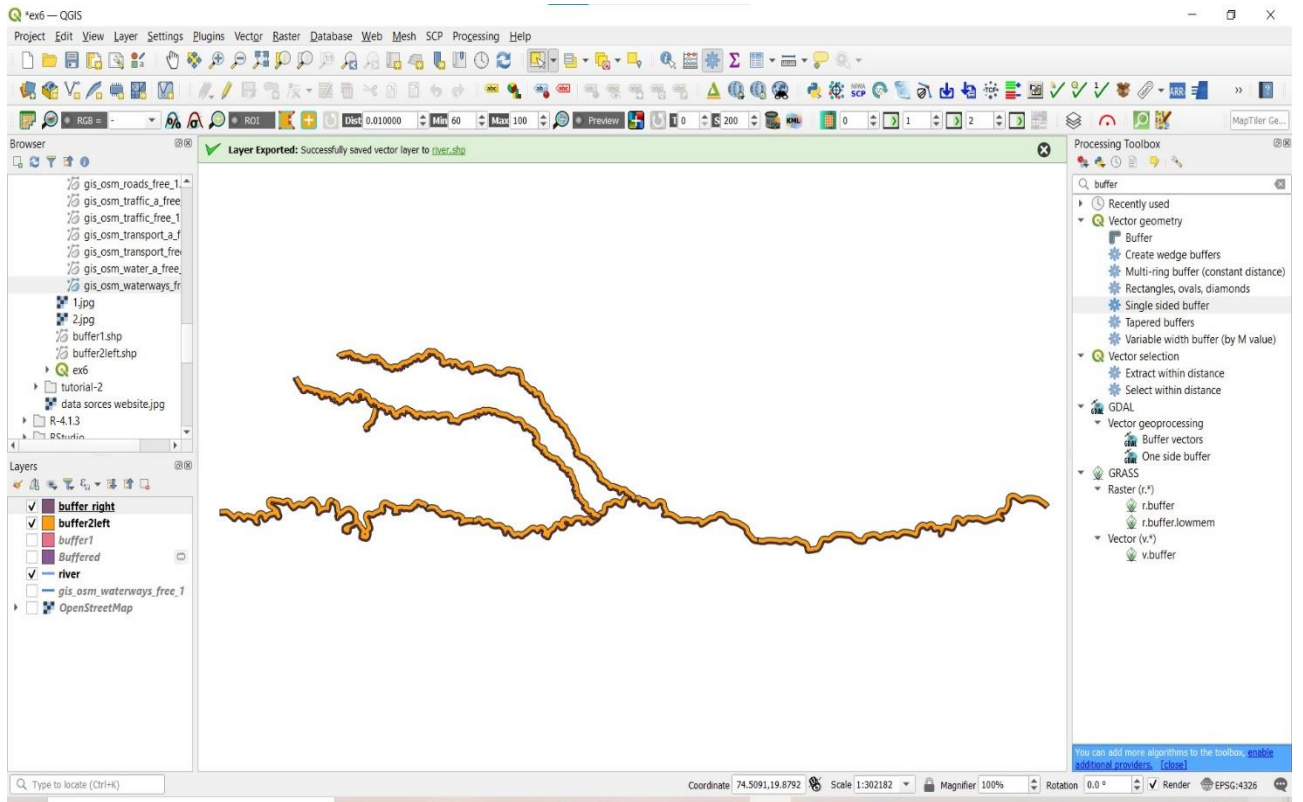 *ex6 — QGIS
Project Edit View Layer Settings Plugins Vector Raster Database Web Mesh SCP Processing Help
RGB = - ROI Dist 0.010000 Min 60 Max 100 Preview T 0 S 200 KML 0 1 2 MapTiler Ge...
Browser
gis_osm_roads_free_1.
gis_osm_traffic_a_free
gis_osm_traffic_free_1
gis_osm_transport_a_f
gis_osm_transport_free
gis_osm_water_a_free_
gis_osm_waterways_fr
1.jpg
2.jpg
buffer1.shp
buffer2left.shp
ex6
tutorial-2
data sorces website.jpg
R-4.1.3
RStudio
Layers
buffer right
buffer2left
buffer1
Buffered
river
gis_osm_waterways_free_1
OpenStreetMap
Layer Exported: Successfully saved vector layer to river.shp
Processing Toolbox
buffer
Recently used
Vector geometry
Buffer
Create wedge buffers
Multi-ring buffer (constant distance)
Rectangles, ovals, diamonds
Single sided buffer
Tapered buffers
Variable width buffer (by M value)
Vector selection
Extract within distance
Select within distance
GDAL
Vector geoprocessing
Buffer vectors
One side buffer
GRASS
Raster (r.*)
r.buffer
r.buffer.lowmem
Vector (v.*)
v.buffer
You can add more algorithms to the toolbox, enable
additional providers. [close]
Type to locate (Ctrl+K) Coordinate 74.5091,19.8792 Scale 1:302182 Magnifier 100% Rotation 0.0 ° Render EPSG:4326